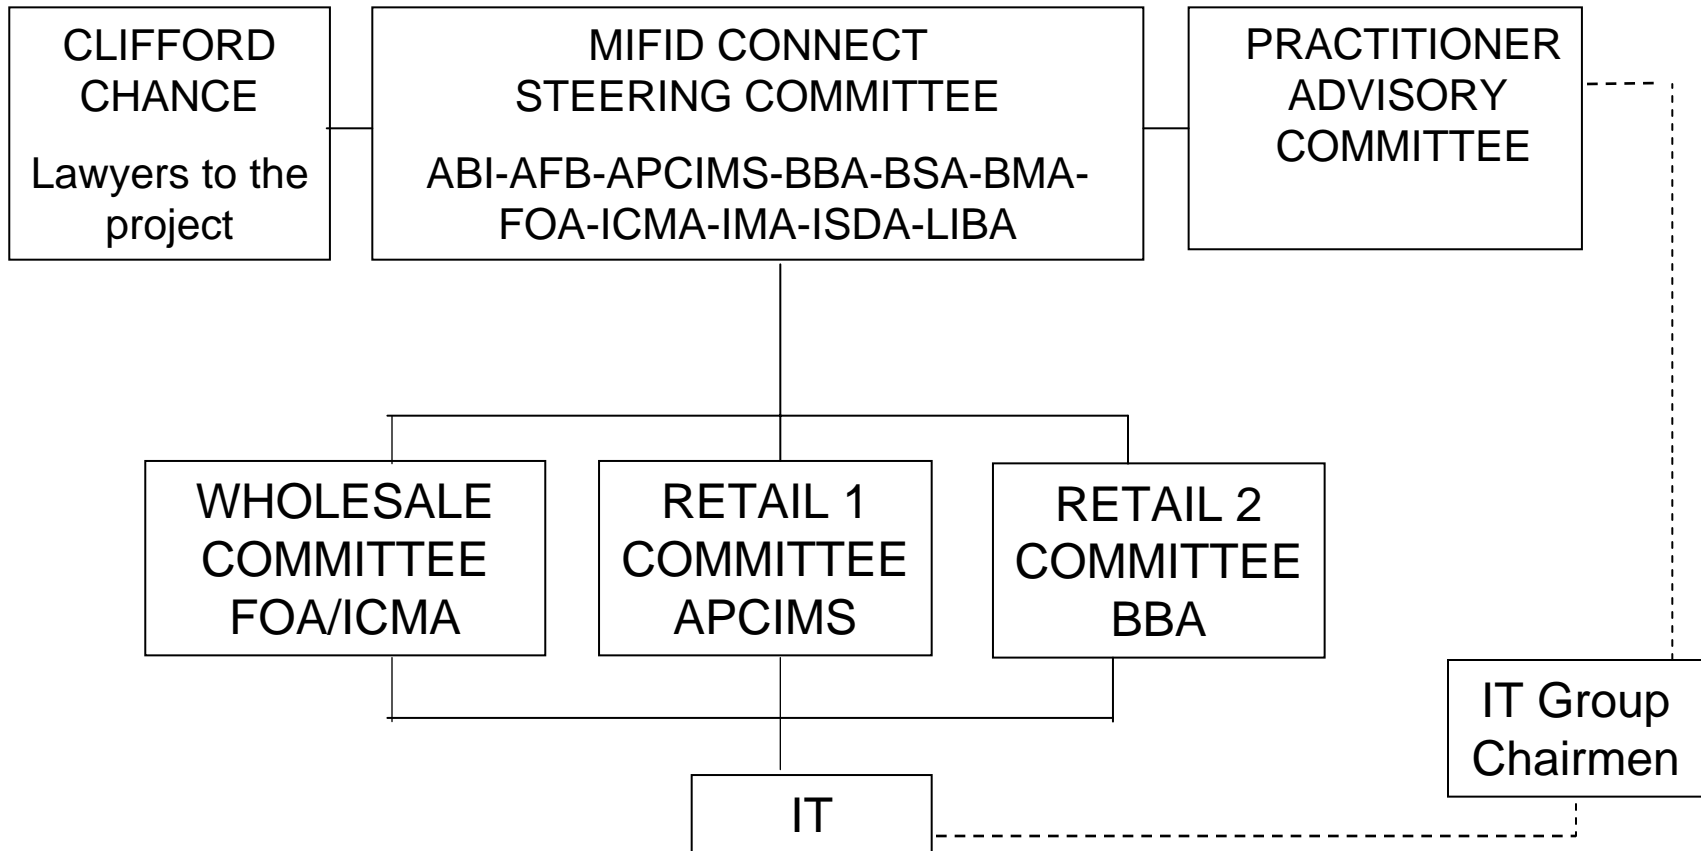 CLIFFORD
CHANCE
Lawyers to the
project
MIFID CONNECT
STEERING COMMITTEE
ABI-AFB-APCIMS-BBA-BSA-BMA-
FOA-ICMA-IMA-ISDA-LIBA
PRACTITIONER
ADVISORY
COMMITTEE
WHOLESALE
COMMITTEE
FOA/ICMA
RETAIL 1
COMMITTEE
APCIMS
RETAIL 2
COMMITTEE
BBA
IT Group
Chairmen
IT